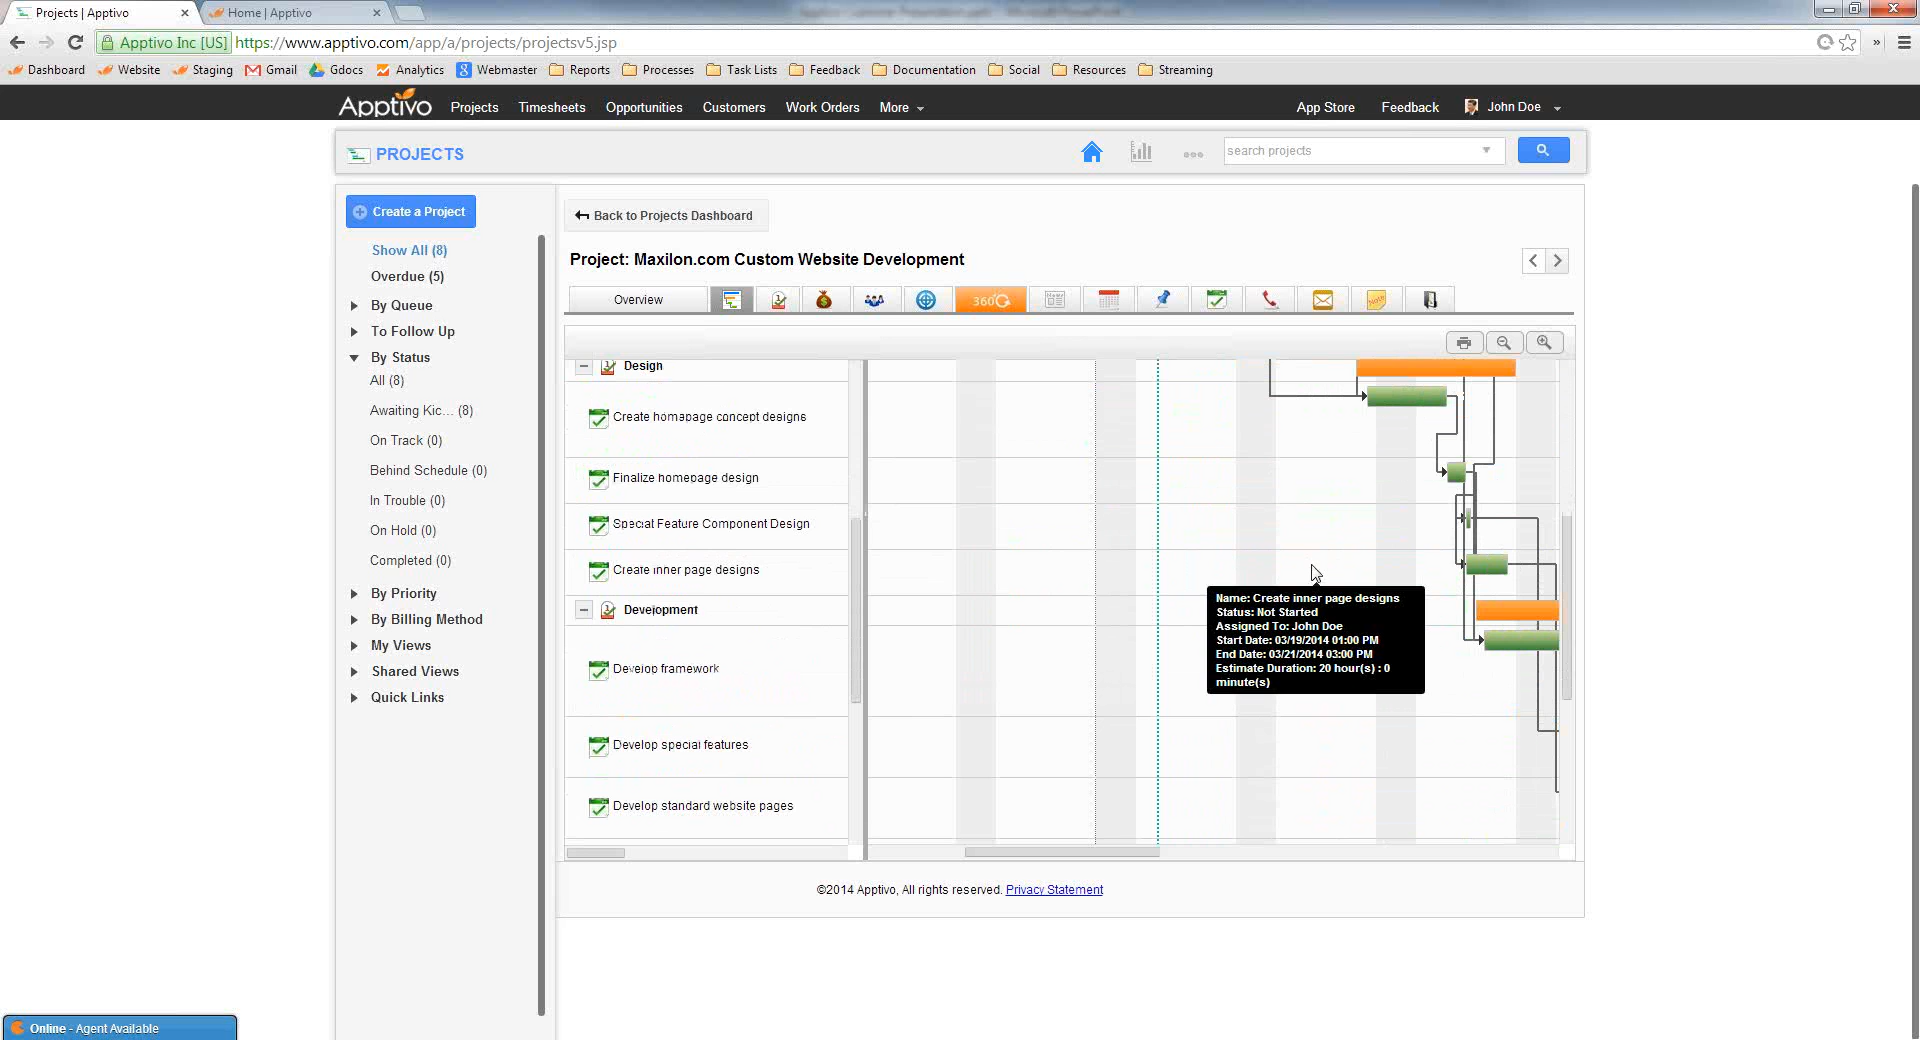 Projects | Apptivo
Home | Apptivo
Apptivo Inc [US]
https://www.apptivo.com/app/a/projects/projectsv5.jsp
Dashboard
Website
Staging
Gmail
Gdocs
Analytics
Webmaster
Reports
Processes
Task Lists
Feedback
Documentation
Social
Resources
Streaming
Apptivo
Projects
Timesheets
Opportunities
Customers
Work Orders
More
App Store
Feedback
John Doe
PROJECTS
search projects
Create a Project
Show All (8)
Overdue (5)
By Queue
To Follow Up
By Status
All (8)
Awaiting Kic... (8)
On Track (0)
Behind Schedule (0)
In Trouble (0)
On Hold (0)
Completed (0)
By Priority
By Billing Method
My Views
Shared Views
Quick Links
Back to Projects Dashboard
Project: Maxilon.com Custom Website Development
Overview
360
Design
Create homepage concept designs
Finalize homepage design
Special Feature Component Design
Create inner page designs
Development
Develop framework
Develop special features
Develop standard website pages
Name: Create inner page designs
Status: Not Started
Assigned To: John Doe
Start Date: 03/19/2014 01:00 PM
End Date: 03/21/2014 03:00 PM
Estimate Duration: 20 hour(s) : 0
minute(s)
©2014 Apptivo, All rights reserved. Privacy Statement
Online - Agent Available